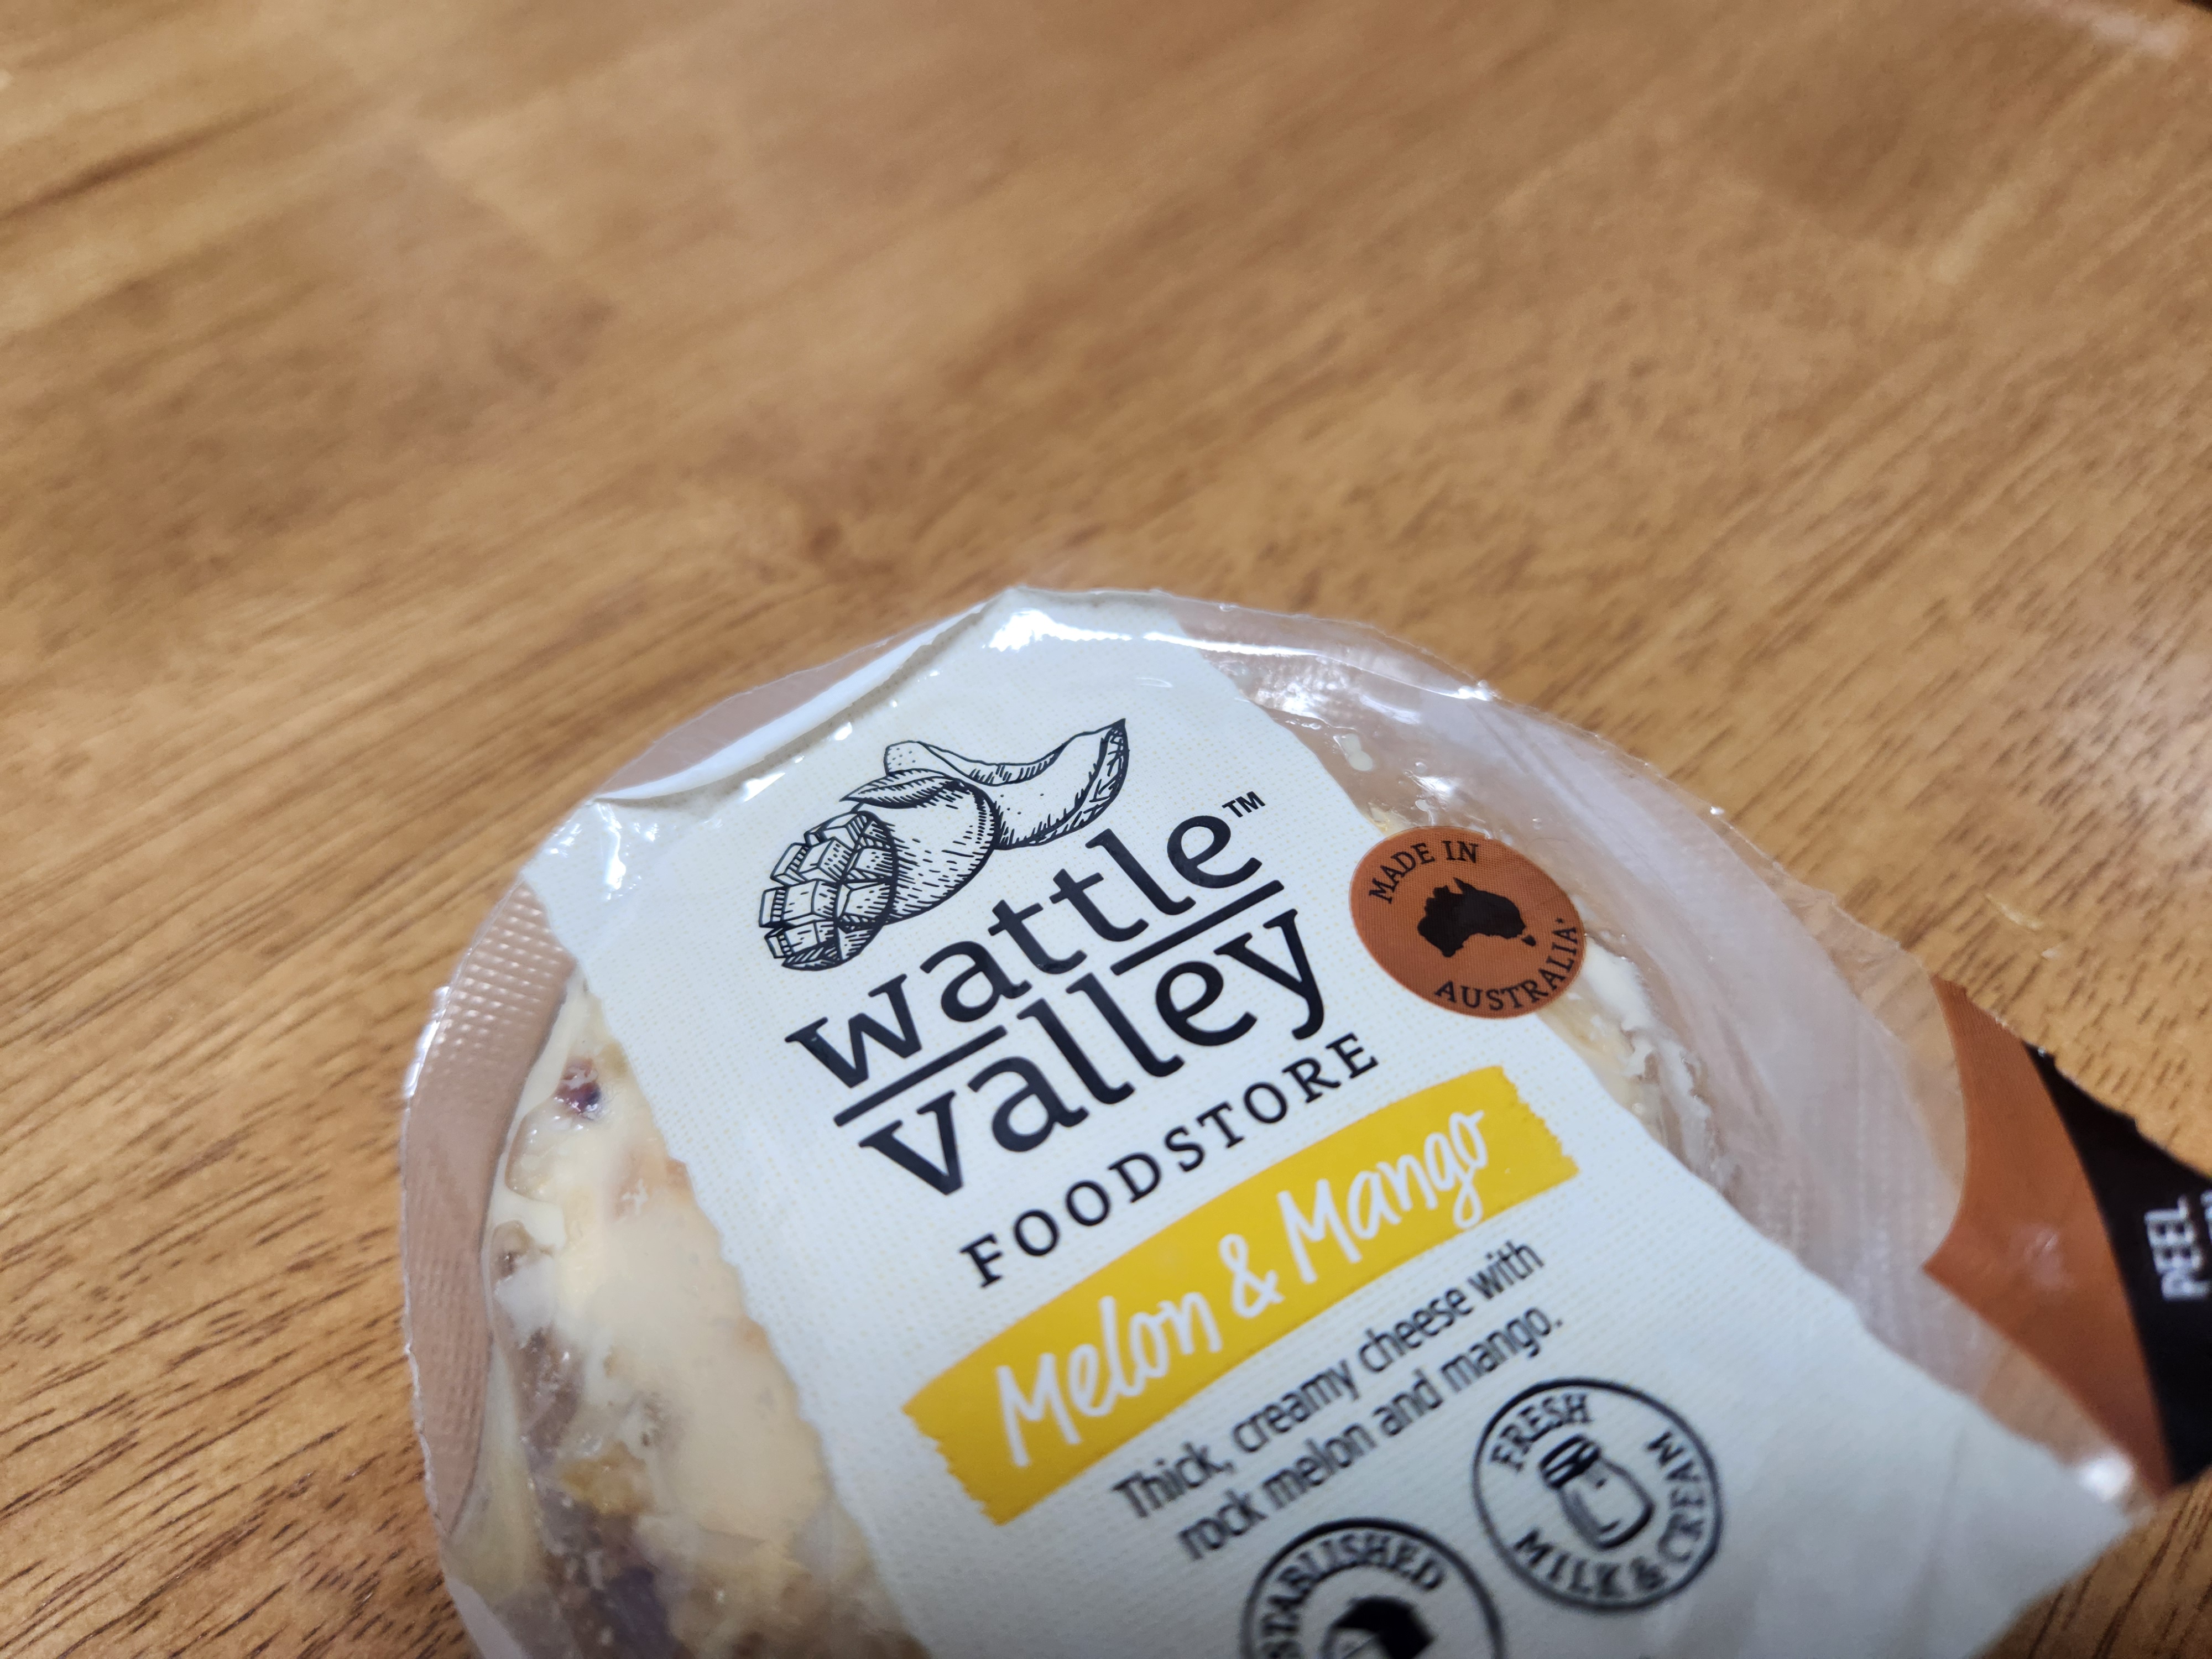 wattle™
valley
FOODSTORE
MADE IN
AUSTRALIA*
Melon & Mango
Thick, creamy cheese with
rock melon and mango.
FRESH
MILK & CREAM
PEEL